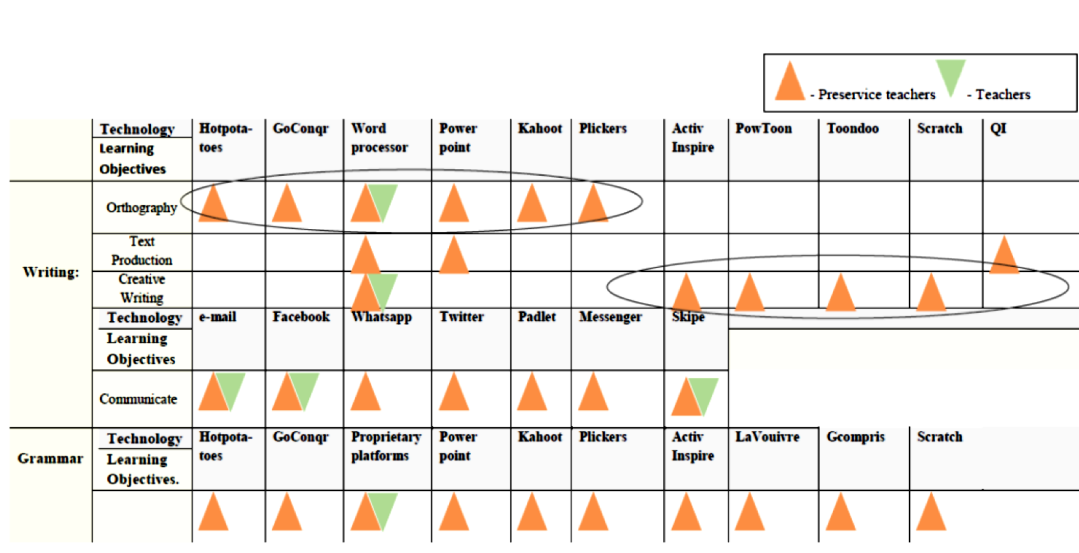 - Preservice teachers - Teachers
Technology Hotpota- GoConqr Word Power Kahoot Plickers Activ PowToon Toondoo Scratch QI
Learning toes processor point Inspire
Objectives
Orthography
Text
Production
Writing:
Creative
Writing
Technology e-mail Facebook Whatsapp Twitter Padlet Messenger Skipe
Learning
Objectives
Communicate
Technology Hotpota- GoConqr Proprietary Power Kahoot Plickers Activ LaVouivre Gcompris Scratch
Grammar Learning toes platforms point Inspire
Objectives.